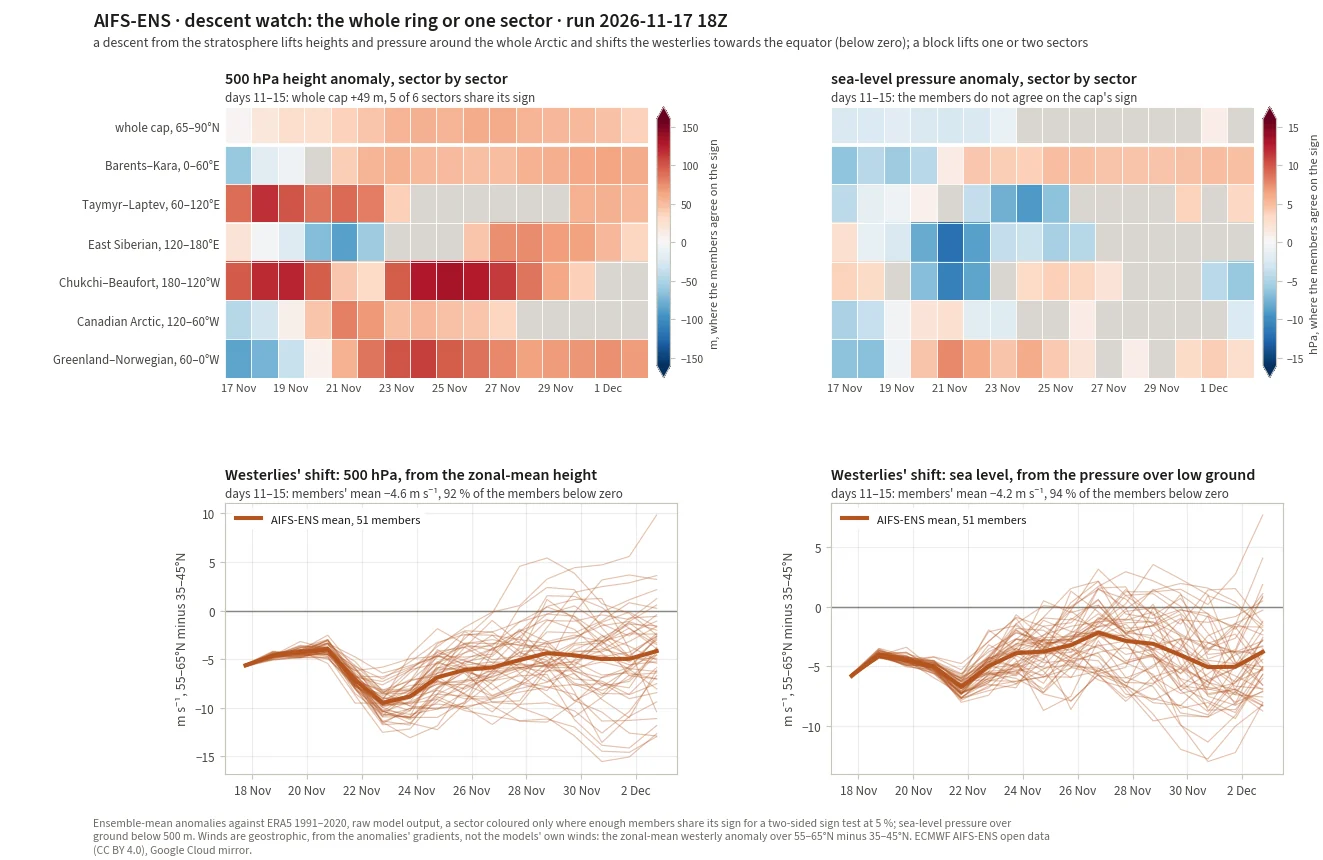 AIFS-ENS · descent watch: the whole ring or one sector · run 2026-11-17 18Z
a descent from the stratosphere lifts heights and pressure around the whole Arctic and shifts the westerlies towards the equator (below zero); a block lifts one or two sectors
500 hPa height anomaly, sector by sector
days 11–15: whole cap +49 m, 5 of 6 sectors share its sign
whole cap, 65–90°N
Barents–Kara, 0–60°E
Taymyr–Laptev, 60–120°E
East Siberian, 120–180°E
Chukchi–Beaufort, 180–120°W
Canadian Arctic, 120–60°W
Greenland–Norwegian, 60–0°W
17 Nov 19 Nov 21 Nov 23 Nov 25 Nov 27 Nov 29 Nov 1 Dec
150
100
50
0
−50
−100
−150
m, where the members agree on the sign
sea-level pressure anomaly, sector by sector
days 11–15: the members do not agree on the cap's sign
17 Nov 19 Nov 21 Nov 23 Nov 25 Nov 27 Nov 29 Nov 1 Dec
15
10
5
0
−5
−10
−15
hPa, where the members agree on the sign
Westerlies' shift: 500 hPa, from the zonal-mean height
days 11–15: members' mean −4.6 m s⁻¹, 92 % of the members below zero
AIFS-ENS mean, 51 members
m s⁻¹, 55–65°N minus 35–45°N
10
5
0
−5
−10
−15
18 Nov 20 Nov 22 Nov 24 Nov 26 Nov 28 Nov 30 Nov 2 Dec
Westerlies' shift: sea level, from the pressure over low ground
days 11–15: members' mean −4.2 m s⁻¹, 94 % of the members below zero
AIFS-ENS mean, 51 members
m s⁻¹, 55–65°N minus 35–45°N
5
0
−5
−10
18 Nov 20 Nov 22 Nov 24 Nov 26 Nov 28 Nov 30 Nov 2 Dec
Ensemble-mean anomalies against ERA5 1991–2020, raw model output, a sector coloured only where enough members share its sign for a two-sided sign test at 5 %; sea-level pressure over
ground below 500 m. Winds are geostrophic, from the anomalies' gradients, not the models' own winds: the zonal-mean westerly anomaly over 55–65°N minus 35–45°N. ECMWF AIFS-ENS open data
(CC BY 4.0), Google Cloud mirror.